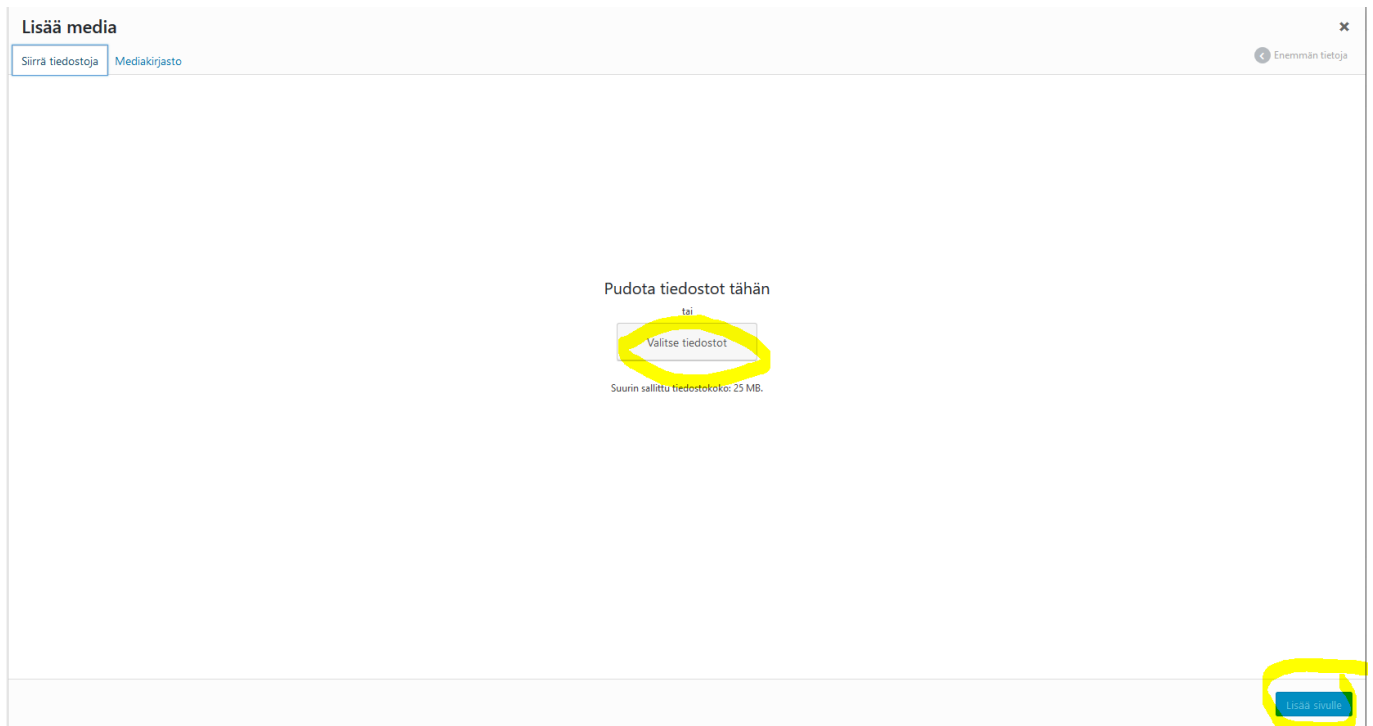 Lisää media
Siirrä tiedostoja Mediakirjasto
Enemmän tietoja
Pudota tiedostot tähän
tai
Valitse tiedostot
Suurin sallittu tiedostokoko: 25 MB.
Lisää sivulle